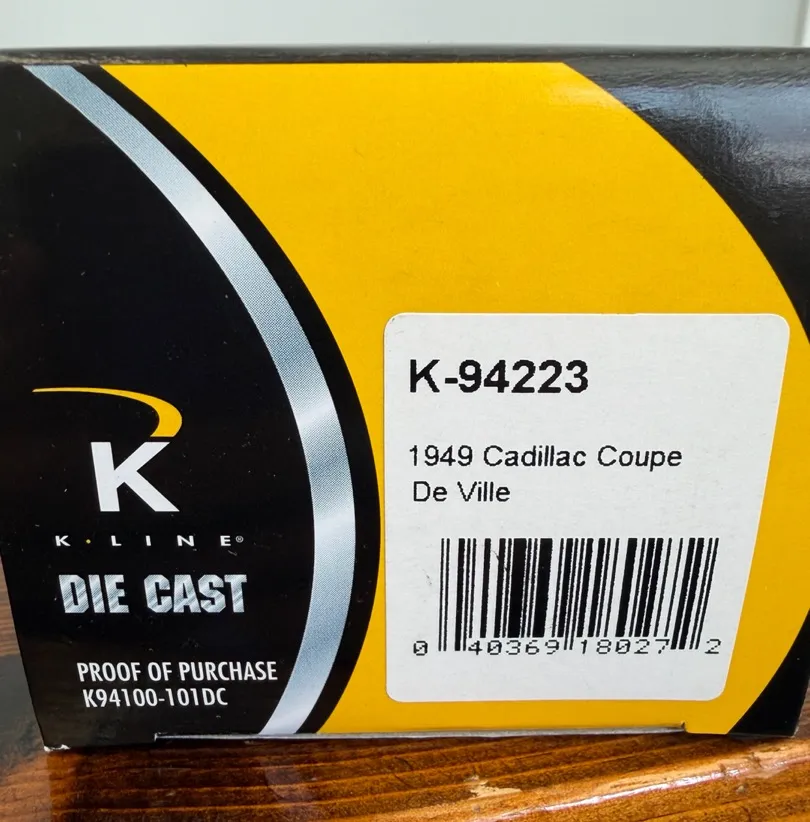 K
K·LINE®
DIE CAST
PROOF OF PURCHASE
K94100-101DC
K-94223
1949 Cadillac Coupe
De Ville
0 40369 18027 2